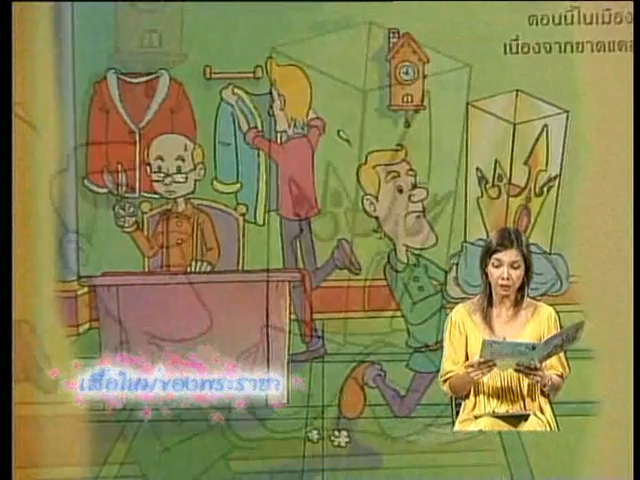 ตอนนี้ในเมือง
เนื่องจากขาดแคล
เสื้อใหม่ของพระราชา